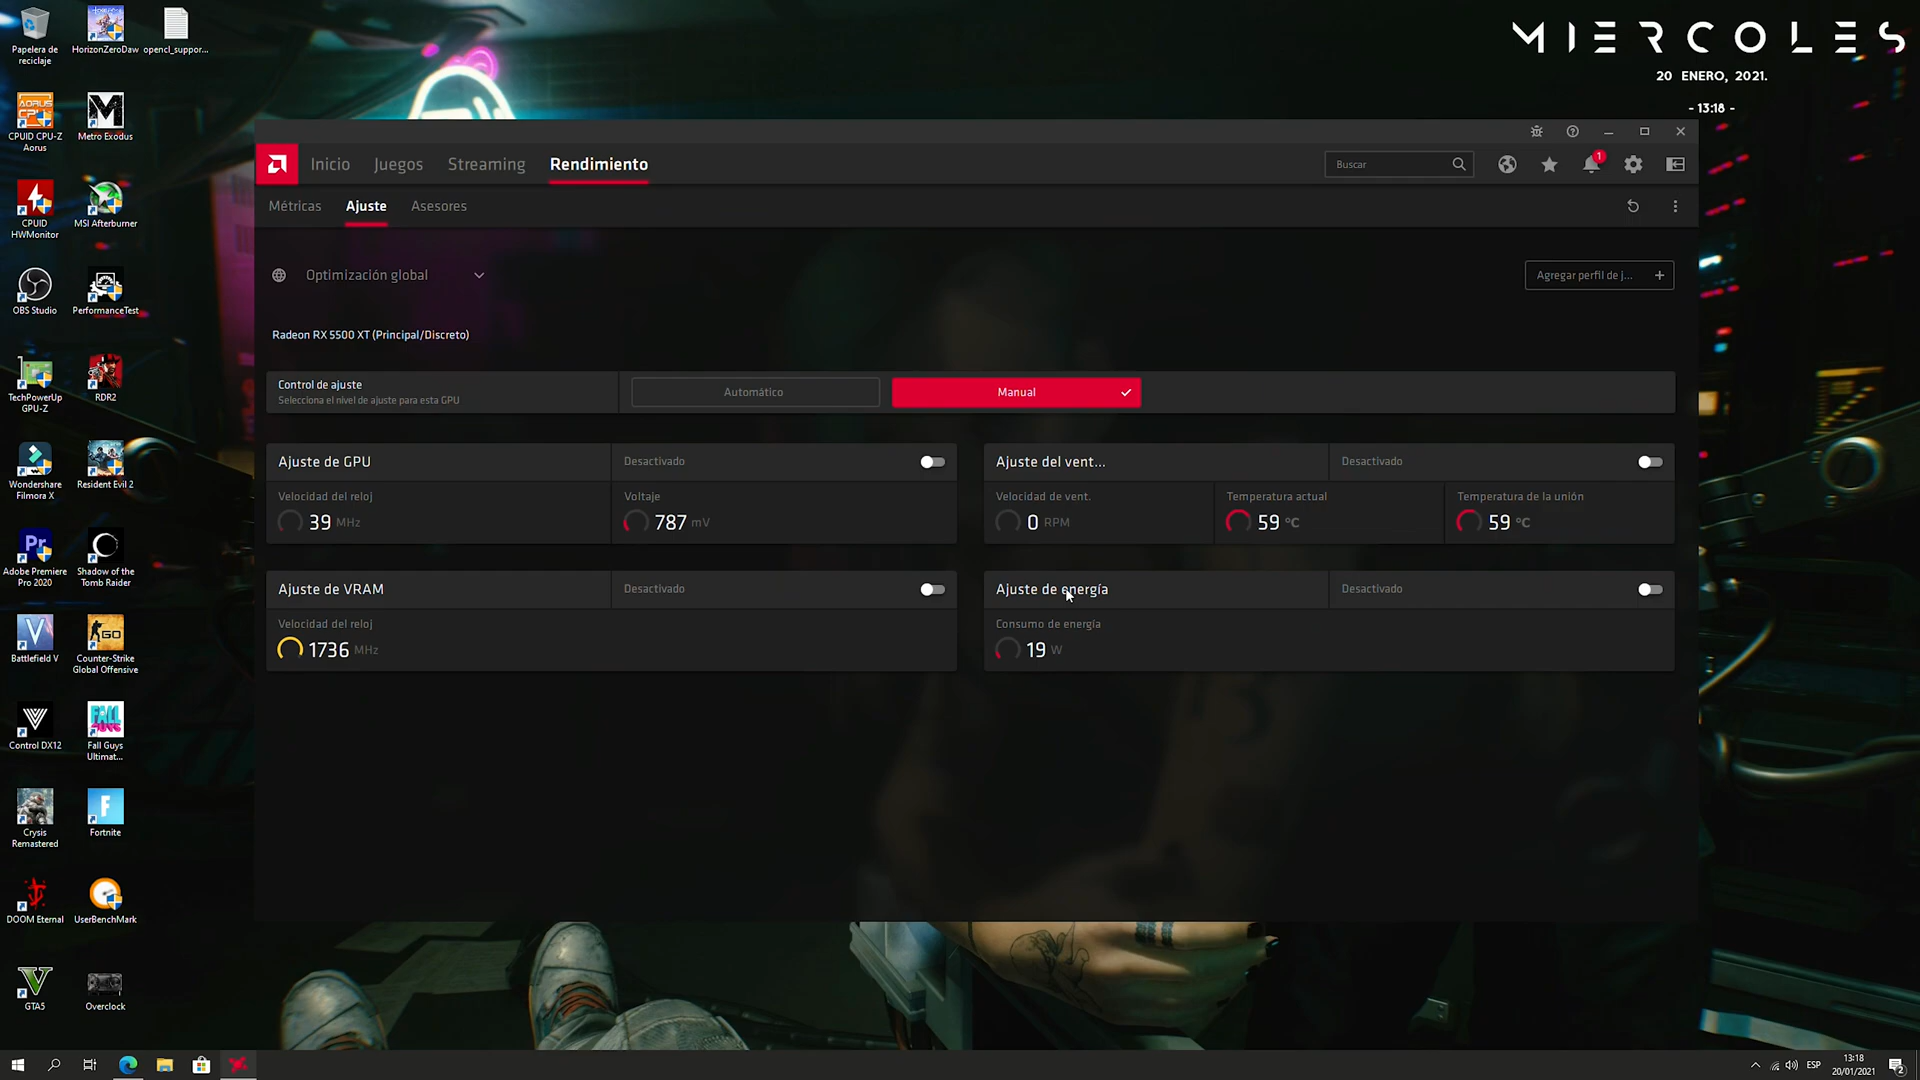 Papelera de
reciclaje
HorizonZeroDaw
opencl_suppor...
MIERCOLES
20 ENERO, 2021.
- 13:18 -
CPUID CPU-Z
Aorus
Metro Exodus
CPUID
HWMonitor
MSI Afterburner
OBS Studio
PerformanceTest
TechPowerUp
GPU-Z
RDR2
Wondershare
Filmora X
Resident Evil 2
Adobe Premiere
Pro 2020
Shadow of the
Tomb Raider
Battlefield V
Counter-Strike
Global Offensive
Control DX12
Fall Guys
Ultimat...
Crysis
Remastered
Fortnite
DOOM Eternal
UserBenchMark
GTA5
Overclock
Inicio
Juegos
Streaming
Rendimiento
Buscar
1
Métricas
Ajuste
Asesores
Optimización global
Agregar perfil de j...
Radeon RX 5500 XT (Principal/Discreto)
Control de ajuste
Selecciona el nivel de ajuste para esta GPU
Automático
Manual
Ajuste de GPU
Desactivado
Velocidad del reloj
39 MHz
Voltaje
787 mV
Ajuste del vent...
Desactivado
Velocidad de vent.
0 RPM
Temperatura actual
59 °C
Temperatura de la unión
59 °C
Ajuste de VRAM
Desactivado
Velocidad del reloj
1736 MHz
Ajuste de energía
Desactivado
Consumo de energía
19 W
ESP
13:18
20/01/2021
2